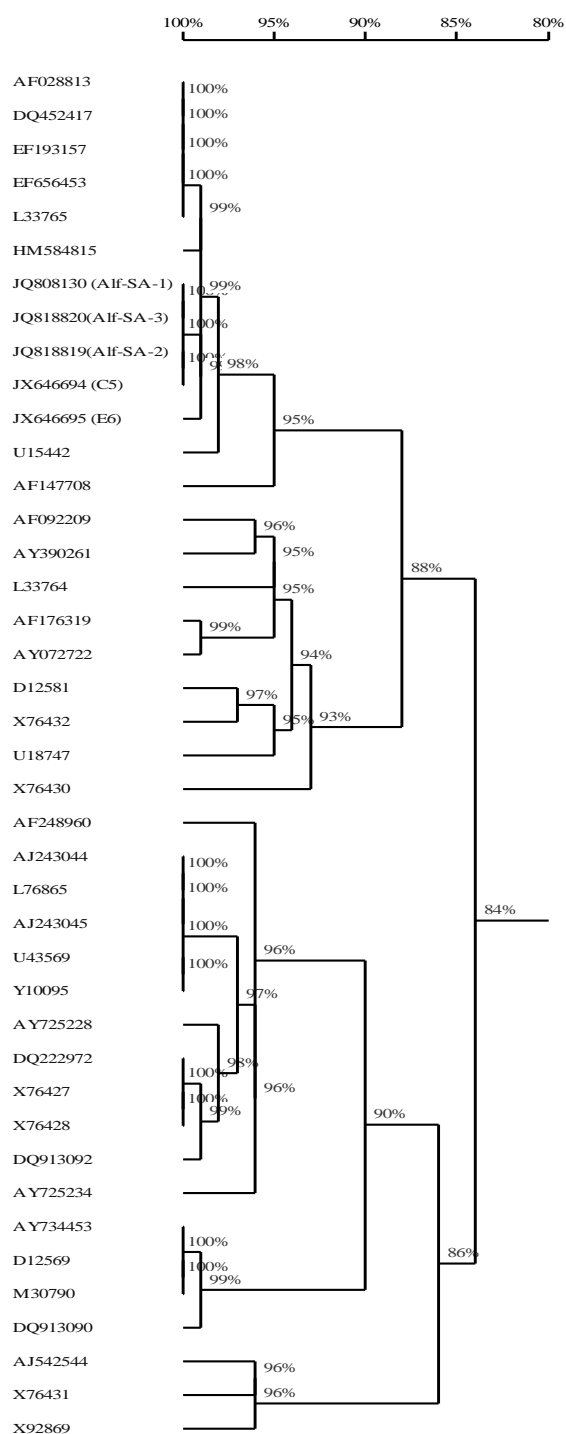 100% 95% 90% 85% 80%
AF028813
100%
DQ452417
100%
EF193157
100%
EF656453
100%
L33765
99%
HM584815
JQ808130 (Alf-SA-1)
99%
JQ818820(Alf-SA-3)
100%
JQ818819(Alf-SA-2)
100%
98%
JX646694 (C5)
JX646695 (E6)
95%
U15442
AF147708
AF092209
96%
AY390261
95%
88%
L33764
95%
AF176319
99%
AY072722
94%
D12581
97%
X76432
95%
93%
U18747
X76430
AF248960
AJ243044
100%
L76865
100%
AJ243045
84%
100%
U43569
96%
100%
Y10095
97%
AY725228
DQ222972
98%
100%
X76427
96%
100%
X76428
99%
90%
DQ913092
AY725234
AY734453
100%
D12569
86%
100%
M30790
99%
DQ913090
AJ542544
96%
X76431
96%
X92869